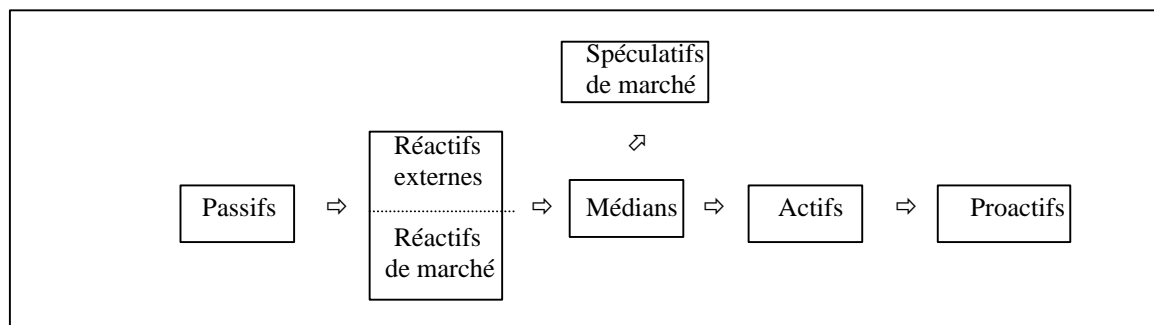 Spéculatifs
de marché
Passifs
Réactifs
externes
Réactifs
de marché
Médians
Actifs
Proactifs